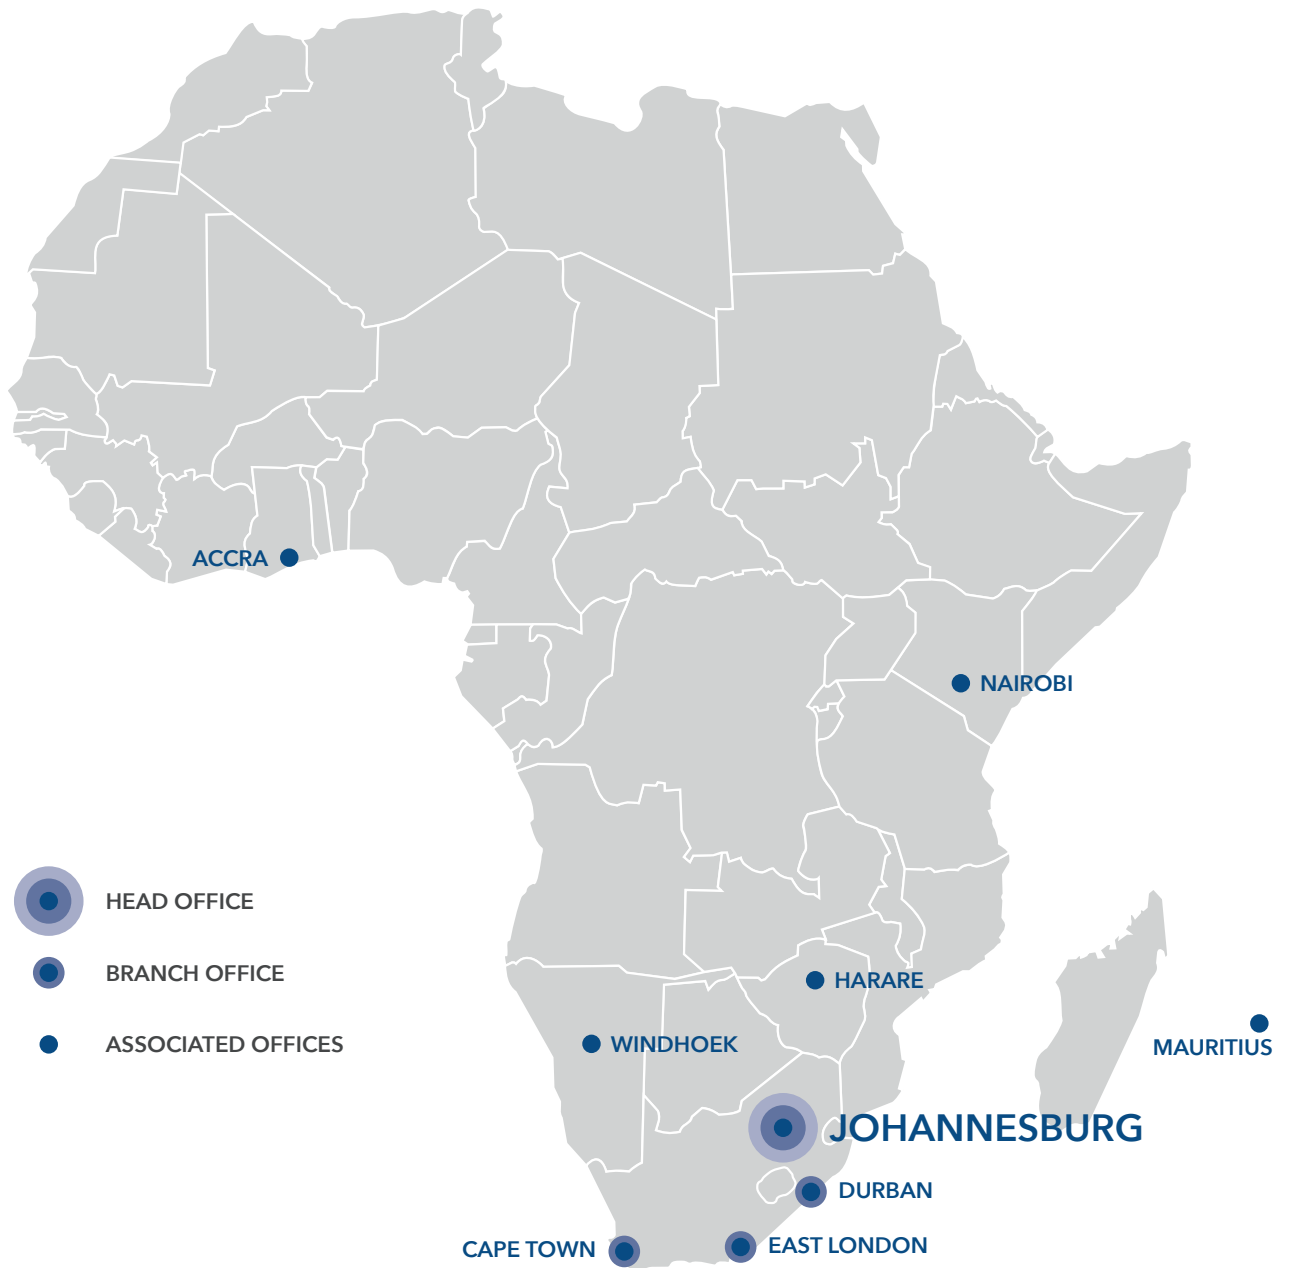 ACCRA
NAIROBI
HEAD OFFICE
BRANCH OFFICE
HARARE
ASSOCIATED OFFICES
WINDHOEK
MAURITIUS
JOHANNESBURG
DURBAN
CAPE TOWN
EAST LONDON